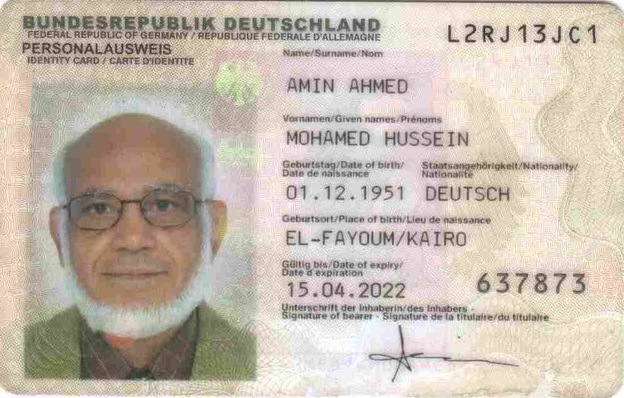 BUNDESREPUBLIK DEUTSCHLAND
FEDERAL REPUBLIC OF GERMANY / REPUBLIQUE FEDERALE D'ALLEMAGNE
PERSONALAUSWEIS
IDENTITY CARD / CARTE D'IDENTITE
L2RJ13JC1
Name/Surname/Nom
AMIN AHMED
Vornamen/Given names/Prénoms
MOHAMED HUSSEIN
Geburtstag/Date of birth/ Staatsangehörigkeit/Nationality/
Date de naissance Nationalité
01.12.1951 DEUTSCH
Geburtsort/Place of birth/Lieu de naissance
EL-FAYOUM/KAIRO
Gültig bis/Date of expiry/
Date d'expiration
15.04.2022 637873
Unterschrift der Inhaberin/des Inhabers -
Signature of bearer - Signature de la titulaire/du titulaire